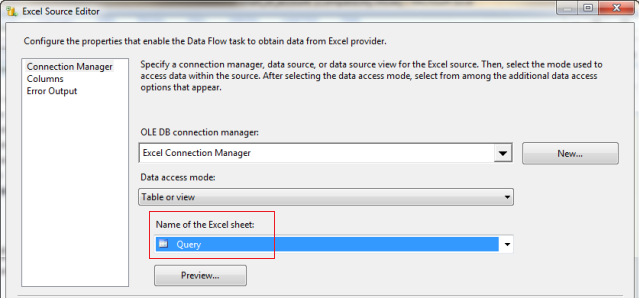 Excel Source Editor
Configure the properties that enable the Data Flow task to obtain data from Excel provider.
Connection Manager
Columns
Error Output
Specify a connection manager, data source, or data source view for the Excel source. Then, select the mode used to
access data within the source. After selecting the data access mode, select from among the additional data access
options that appear.
OLE DB connection manager:
Excel Connection Manager
New...
Data access mode:
Table or view
Name of the Excel sheet:
Query
Preview...